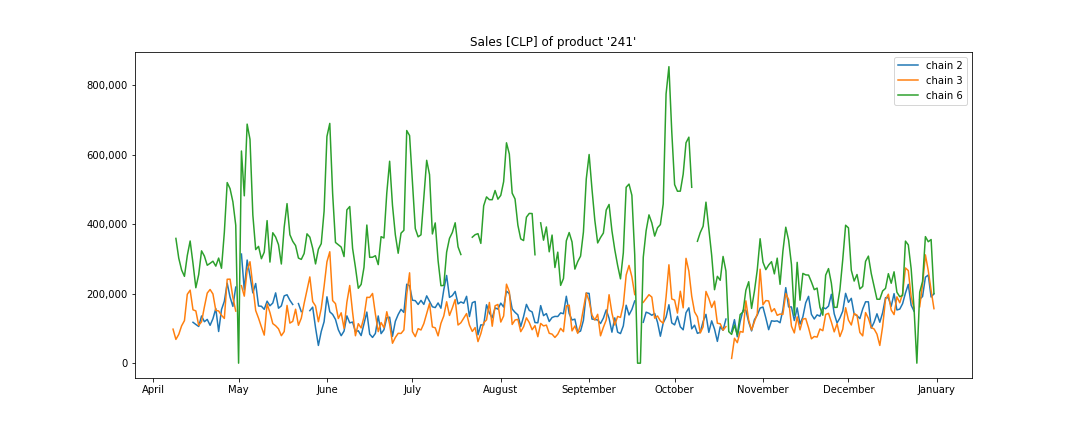 Sales [CLP] of product '241'
chain 2
chain 3
chain 6
800,000
600,000
400,000
200,000
0
April May June July August September October November December January